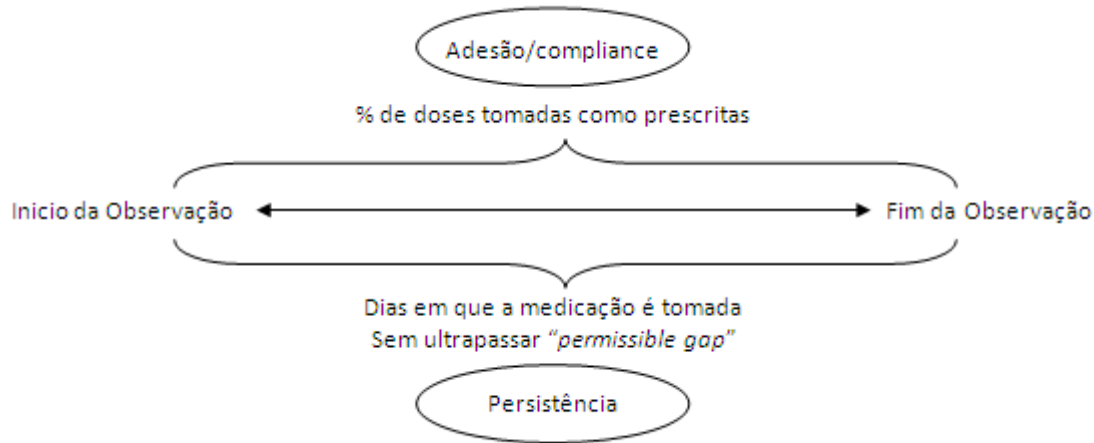 Adesão/compliance
% de doses tomadas como prescritas
Inicio da Observação
Fim da Observação
Dias em que a medicação é tomada
Sem ultrapassar “permissible gap”
Persistência